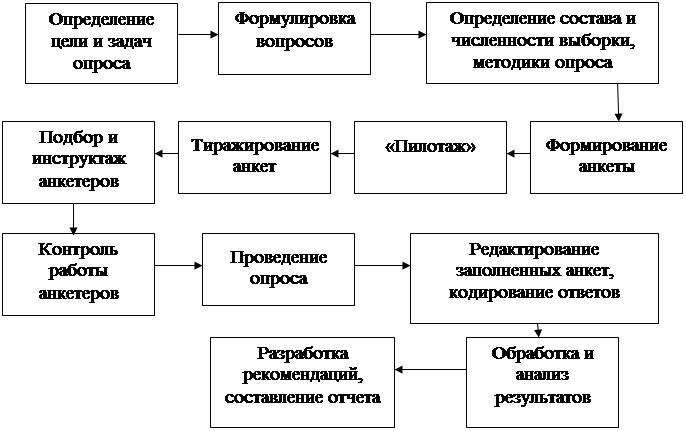 Определение
цели и задач
опроса
Формулировка
вопросов
Определение состава и
численности выборки,
методики опроса
Формирование
анкеты
«Пилотаж»
Тиражирование
анкет
Подбор и
инструктаж
анкетеров
Контроль
работы
анкетеров
Проведение
опроса
Редактирование
заполненных анкет,
кодирование ответов
Обработка и
анализ
результатов
Разработка
рекомендаций,
составление отчета